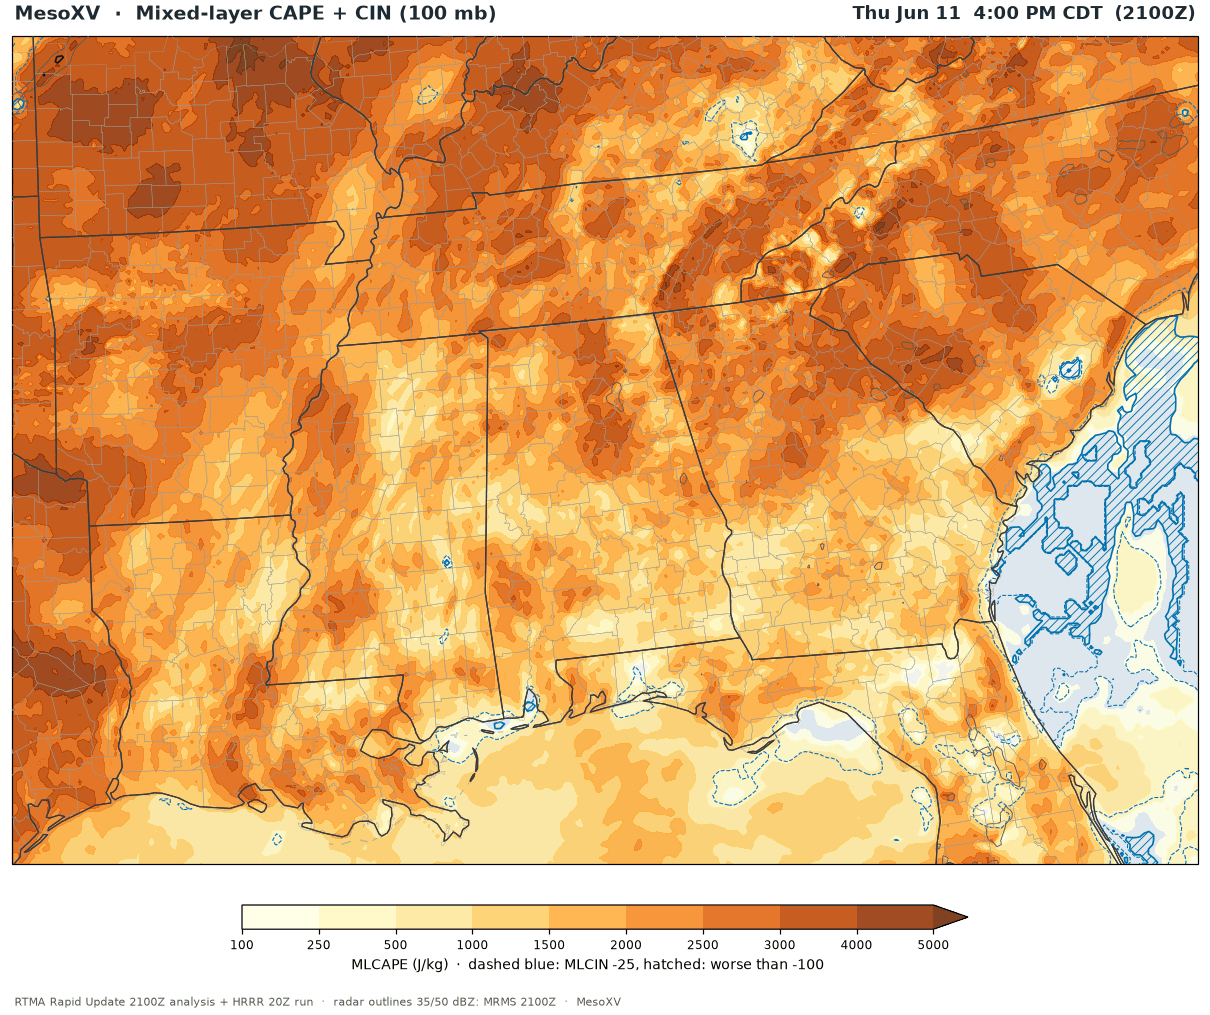 MesoXV · Mixed-layer CAPE + CIN (100 mb)
Thu Jun 11 4:00 PM CDT (2100Z)
100 250 500 1000 1500 2000 2500 3000 4000 5000
MLCAPE (J/kg) · dashed blue: MLCIN -25, hatched: worse than -100
RTMA Rapid Update 2100Z analysis + HRRR 20Z run · radar outlines 35/50 dBZ: MRMS 2100Z · MesoXV